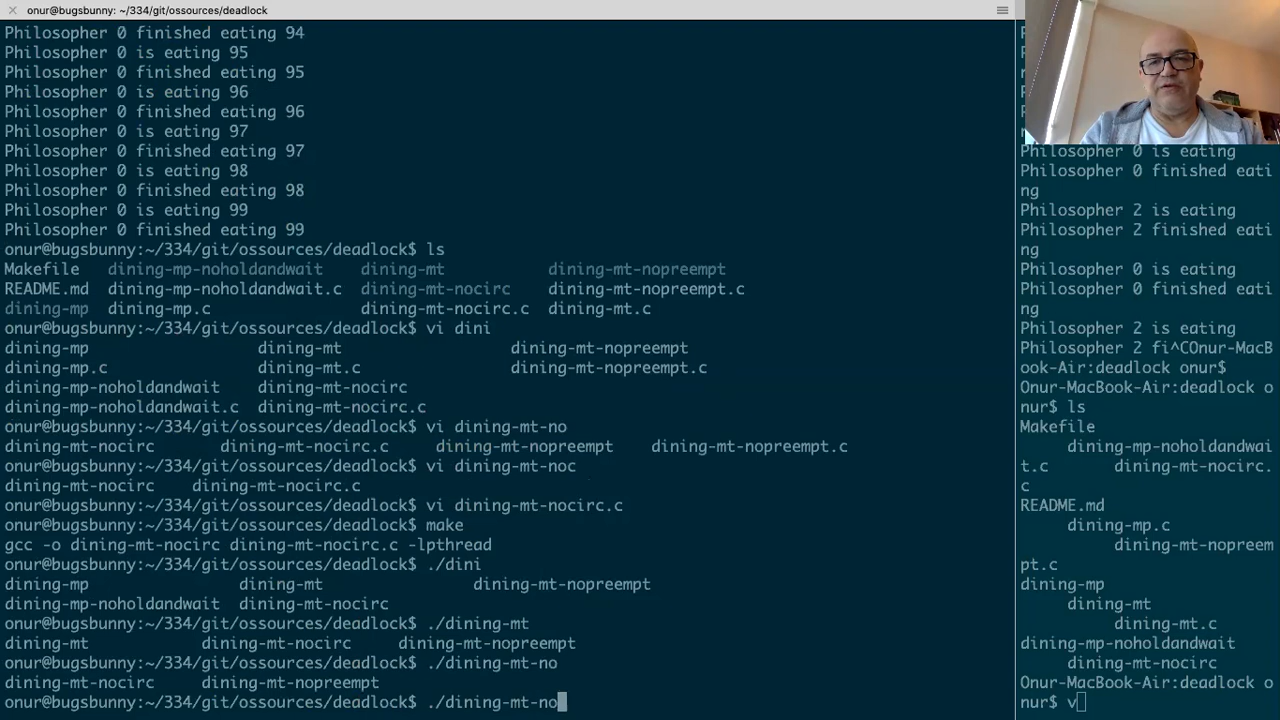 onur@bugsbunny: ~/334/git/ossources/deadlock
Philosopher 0 finished eating 94
Philosopher 0 is eating 95
Philosopher 0 finished eating 95
Philosopher 0 is eating 96
Philosopher 0 finished eating 96
Philosopher 0 is eating 97
Philosopher 0 finished eating 97
Philosopher 0 is eating 98
Philosopher 0 finished eating 98
Philosopher 0 is eating 99
Philosopher 0 finished eating 99
onur@bugsbunny:~/334/git/ossources/deadlock$ ls
Makefile dining-mp-noholdandwait dining-mt dining-mt-nopreempt
README.md dining-mp-noholdandwait.c dining-mt-nocirc dining-mt-nopreempt.c
dining-mp dining-mp.c dining-mt-nocirc.c dining-mt.c
onur@bugsbunny:~/334/git/ossources/deadlock$ vi dini
dining-mp dining-mt dining-mt-nopreempt
dining-mp.c dining-mt.c dining-mt-nopreempt.c
dining-mp-noholdandwait dining-mt-nocirc
dining-mp-noholdandwait.c dining-mt-nocirc.c
onur@bugsbunny:~/334/git/ossources/deadlock$ vi dining-mt-no
dining-mt-nocirc dining-mt-nocirc.c dining-mt-nopreempt dining-mt-nopreempt.c
onur@bugsbunny:~/334/git/ossources/deadlock$ vi dining-mt-noc
dining-mt-nocirc dining-mt-nocirc.c
onur@bugsbunny:~/334/git/ossources/deadlock$ vi dining-mt-nocirc.c
onur@bugsbunny:~/334/git/ossources/deadlock$ make
gcc -o dining-mt-nocirc dining-mt-nocirc.c -lpthread
onur@bugsbunny:~/334/git/ossources/deadlock$ ./dini
dining-mp dining-mt dining-mt-nopreempt
dining-mp-noholdandwait dining-mt-nocirc
onur@bugsbunny:~/334/git/ossources/deadlock$ ./dining-mt
dining-mt dining-mt-nocirc dining-mt-nopreempt
onur@bugsbunny:~/334/git/ossources/deadlock$ ./dining-mt-no
dining-mt-nocirc dining-mt-nopreempt
onur@bugsbunny:~/334/git/ossources/deadlock$ ./dining-mt-no
Philosopher 0 is eating
Philosopher 0 finished eati
ng
Philosopher 2 is eating
Philosopher 2 finished eati
ng
Philosopher 0 is eating
Philosopher 0 finished eati
ng
Philosopher 2 is eating
Philosopher 2 fi^COnur-MacB
ook-Air:deadlock onur$
Onur-MacBook-Air:deadlock o
nur$ ls
Makefile
dining-mp-noholdandwai
t.c dining-mt-nocirc.
c
README.md
dining-mp.c
dining-mt-nopreem
pt.c
dining-mp
dining-mt
dining-mt.c
dining-mp-noholdandwait
dining-mt-nocirc
Onur-MacBook-Air:deadlock o
nur$ v